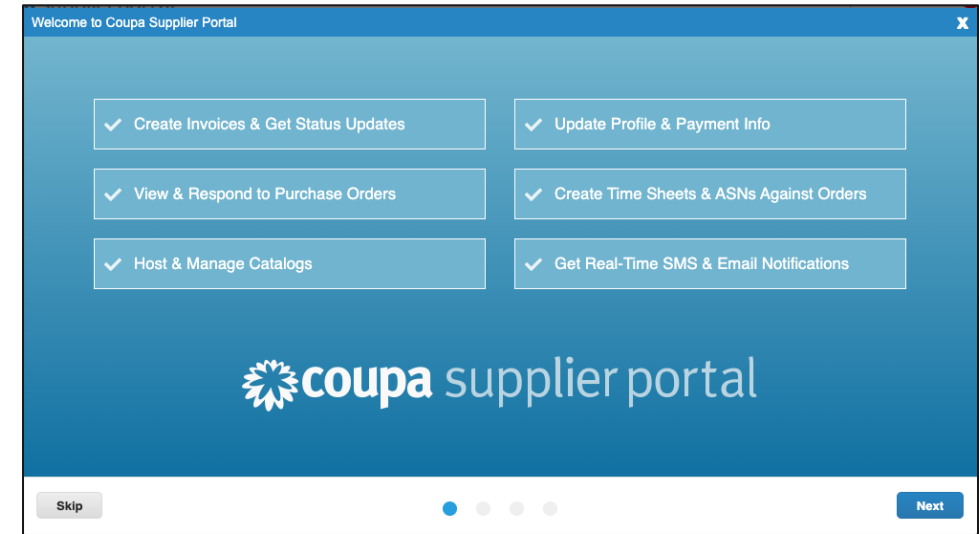 Welcome to Coupa Supplier Portal
X
Create Invoices & Get Status Updates
Update Profile & Payment Info
View & Respond to Purchase Orders
Create Time Sheets & ASNs Against Orders
Host & Manage Catalogs
Get Real-Time SMS & Email Notifications
coupa supplier portal
Skip
Next